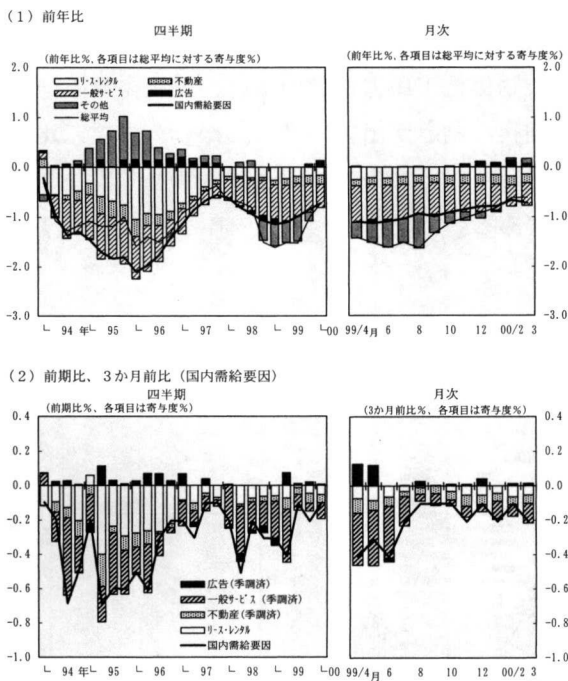 (1) 前年比
四半期
月次
(前年比%、各項目は総平均に対する寄与度%)
(前年比%、各項目は総平均に対する寄与度%)
2.0
2.0
リース・レンタル
不動産
一般サービス
広告
その他
国内需給要因
総平均
1.0
1.0
0.0
0.0
-1.0
-1.0
-2.0
-2.0
-3.0
-3.0
94 年
95
96
97
98
99
00
99/4月
6
8
10
12
00/2
3
(2) 前期比、3か月前比(国内需給要因)
四半期
月次
(前期比%、各項目は寄与度%)
(3か月前比%、各項目は寄与度%)
0.4
0.4
0.2
0.2
0.0
0.0
-0.2
-0.2
-0.4
-0.4
-0.6
-0.6
-0.8
-0.8
-1.0
-1.0
広告(季調済)
一般サービス(季調済)
不動産(季調済)
リース・レンタル
国内需給要因
94 年
95
96
97
98
99
00
99/4月
6
8
10
12
00/2
3